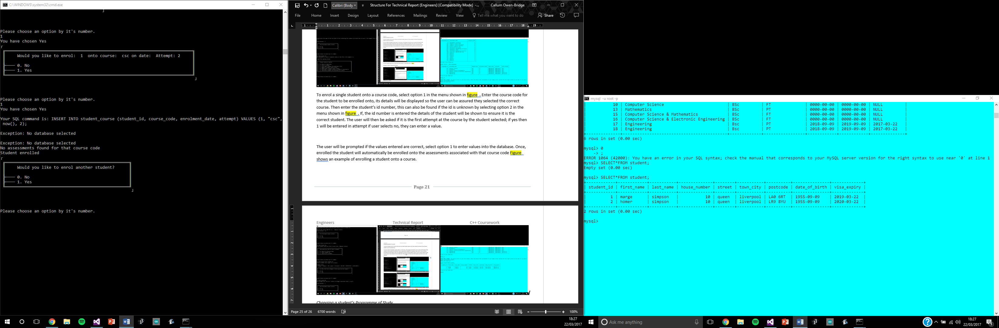 C:\WINDOWS\system32\cmd.exe
Please choose an option by it's number.
1
You have chosen Yes
Would you like to enrol:  1  onto course:  csc on date:  Attempt: 2
0. No
1. Yes
Please choose an option by it's number.
1
You have chosen Yes
Your SQL command is: INSERT INTO student_course (student_id, course_code, enrolment_date, attempt) VALUES (1, "csc",
now(), 2);
Exception: No database selected
Exception: No database selected
No assessments found for that course code
Student enrolled
Would you like to enrol another student?
0. No
1. Yes
Please choose an option by it's number.
Calibri (Body
Structure For Technical Report (Engineers) [Compatibility Mode] -...
Callum Owen-Bridge
File Home Insert Design Layout References Mailings Review View Tell me what you want to do Share
To enrol a single student onto a course code, select option 1 in the menu shown in figure . Enter the course code for
the student to be enrolled onto, its details will be displayed so the user can be assured they selected the correct
course. Then enter the student's id number, this can also be found if the id is unknown by selecting option 2 in the
menu shown in figure . If, the id number is entered the details of the student will be shown to ensure it is the
correct student. The user will then be asked if it is the first attempt at the course by the student selected; if yes then
1 will be entered in attempt if user selects no, they can enter a value.
The user will be prompted if the values entered are correct, select option 1 to enter values into the database. Once,
enrolled the student will automatically be enrolled onto the assessments associated with that course code Figure
shows an example of enrolling a student onto a course.
Page 21
Engineers Technical Report C++ Coursework
Changing a student's Programme of Study
Page 25 of 26 6700 words 100%
mysql -u root -p
| 10 | Computer Science | BSc | FT | 0000-00-00 | 0000-00-00 | NULL |
| 13 | Mathematics | BSc | PT | 0000-00-00 | 0000-00-00 | NULL |
| 15 | Computer Science & Mathematics | BSc | FT | 0000-00-00 | 0000-00-00 | NULL |
| 16 | Computer Science & Electronic Engineering | BSc | FT | 0000-00-00 | 0000-00-00 | NULL |
| 17 | Engineering | Bsc | PT | 2018-09-09 | 2019-09-09 | 2017-03-22 |
| 18 | Engineering | Bsc | PT | 2018-09-09 | 2019-09-09 | 2017-03-22 |
6 rows in set (0.00 sec)
mysql> 0
-> ;
ERROR 1064 (42000): You have an error in your SQL syntax; check the manual that corresponds to your MySQL server version for the right syntax to use near '0' at line 1
mysql> SELECT*FROM student;
Empty set (0.00 sec)
mysql> SELECT*FROM student;
| student_id | first_name | last_name | house_number | street | town_city | postcode | date_of_birth | visa_expiry |
| 1 | marge | simpson | 10 | queen | liverpool | LA0 6RT | 1955-09-09 | 2019-03-22 |
| 2 | homer | simpson | 10 | queen | liverpool | LR9 8YU | 1955-09-09 | 2020-03-22 |
2 rows in set (0.00 sec)
mysql>
18:27
22/03/2017
Ask me anything
18:27
22/03/2017